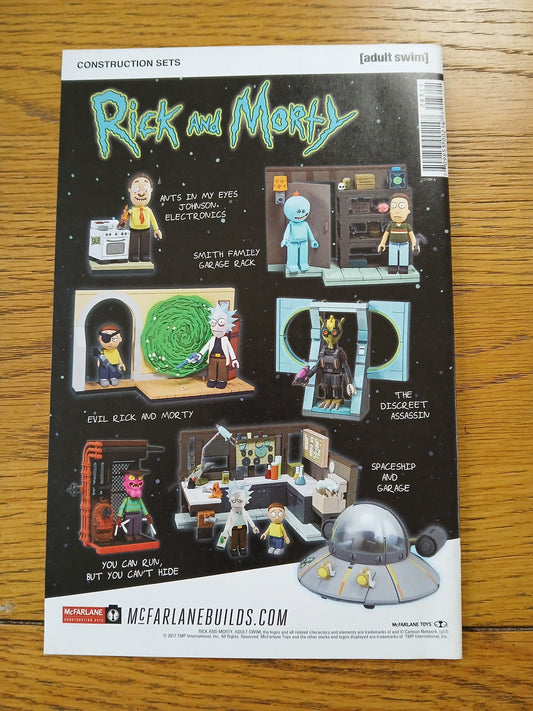 CONSTRUCTION SETS
[adult swim]
RICK AND MORTY
ANTS IN MY EYES
JOHNSON:
ELECTRONICS
SMITH FAMILY
GARAGE RACK
EVIL RICK AND MORTY
THE
DISCREET
ASSASSIN
SPACESHIP
AND
GARAGE
YOU CAN RUN,
BUT YOU CAN'T HIDE
McFARLANE
CONSTRUCTION SETS
McFARLANEBUILDS.COM
McFARLANE TOYS
RICK AND MORTY, ADULT SWIM, the logos and all related characters and elements are trademarks of and © Cartoon Network. (s17)
© 2017 TMP International, Inc. All Rights Reserved. McFarlane Toys and the other marks and logos displayed are trademarks of TMP International, Inc.